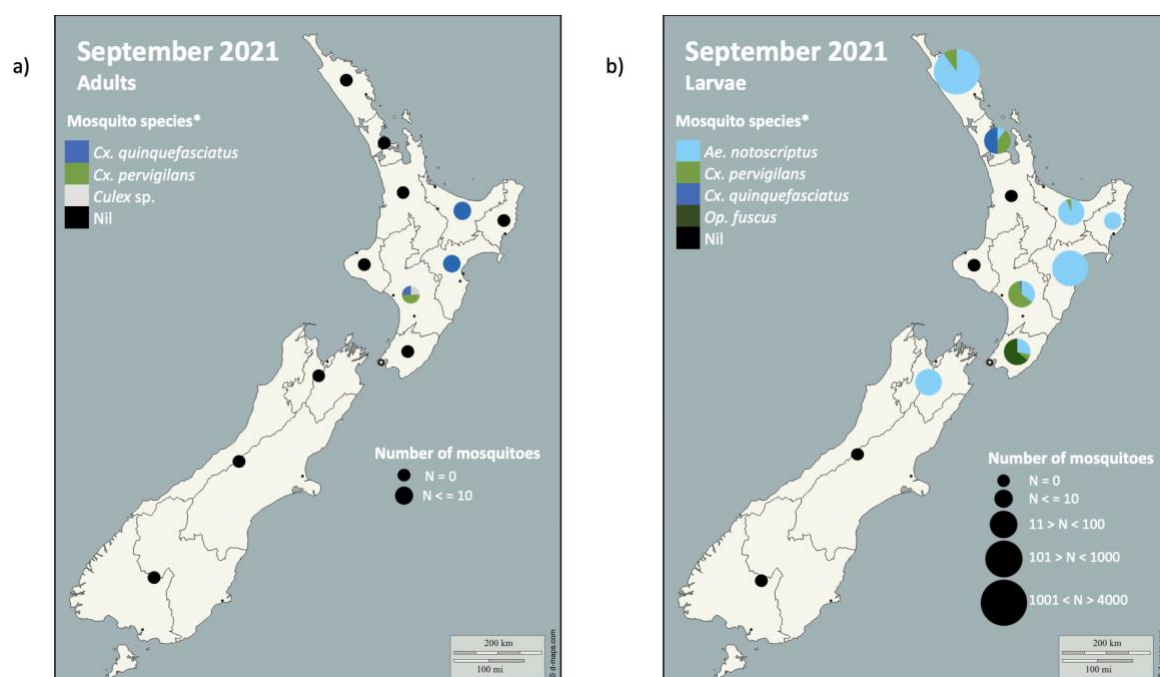 a)
September 2021
Adults
Mosquito species*
Cx. quinquefasciatus
Cx. pervigilans
Culex sp.
Nil
Number of mosquitoes
N = 0
N < = 10
200 km
100 mi
© d-maps.com
b)
September 2021
Larvae
Mosquito species*
Ae. notoscriptus
Cx. pervigilans
Cx. quinquefasciatus
Op. fuscus
Nil
Number of mosquitoes
N = 0
N < = 10
11 > N < 100
101 > N < 1000
1001 < N > 4000
200 km
100 mi